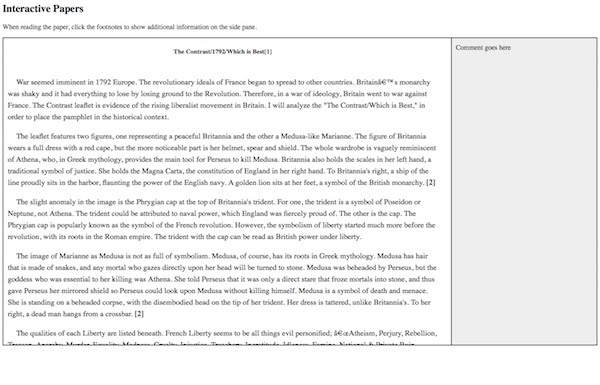 Interactive Papers
When reading the paper, click the footnotes to show additional information on the side pane.
The Contrast/1792/Which is Best[1]
Comment goes here
War seemed imminent in 1792 Europe. The revolutionary ideals of France began to spread to other countries. Britainâ€™s monarchy
was shaky and it had everything to lose by losing ground to the Revolution. Therefore, in a war of ideology, Britain went to war against
France. The Contrast leaflet is evidence of the rising liberalist movement in Britain. I will analyze the "The Contrast/Which is Best," in
order to place the pamphlet in the historical context.
The leaflet features two figures, one representing a peaceful Britannia and the other a Medusa-like Marianne. The figure of Britannia
wears a full dress with a red cape, but the more noticeable part is her helmet, spear and shield. The whole wardrobe is vaguely reminiscent
of Athena, who, in Greek mythology, provides the main tool for Perseus to kill Medusa. Britannia also holds the scales in her left hand, a
traditional symbol of justice. She holds the Magna Carta, the constitution of England in her right hand. To Britannia's right, a ship of the
line proudly sits in the harbor, flaunting the power of the English navy. A golden lion sits at her feet, a symbol of the British monarchy. [2]
The slight anomaly in the image is the Phrygian cap at the top of Britannia's trident. For one, the trident is a symbol of Poseidon or
Neptune, not Athena. The trident could be attributed to naval power, which England was fiercely proud of. The other is the cap. The
Phrygian cap is popularly known as the symbol of the French revolution. However, the symbolism of liberty started much more before the
revolution, with its roots in the Roman empire. The trident with the cap can be read as British power under liberty.
The image of Marianne as Medusa is not as full of symbolism. Medusa, of course, has its roots in Greek mythology. Medusa has hair
that is made of snakes, and any mortal who gazes directly upon her head will be turned to stone. Medusa was beheaded by Perseus, but the
goddess who was essential to her killing was Athena. She told Perseus that it was only a direct stare that froze mortals into stone, and thus
gave Perseus her mirrored shield so Perseus could look upon Medusa without killing himself. Medusa is a symbol of death and menace.
She is standing on a beheaded corpse, with the disembodied head on the tip of her trident. Her dress is tattered, unlike Britannia's. To her
right, a dead man hangs from a crossbar. [2]
The qualities of each Liberty are listed beneath. French Liberty seems to be all things evil personified; â€œAtheism, Perjury, Rebellion,
Treason, Anarchy, Murder, Equality, Madness, Cruelty, Injustice, Treachery, Ingratitude, Idleness, Famine, National & Private Ruin,